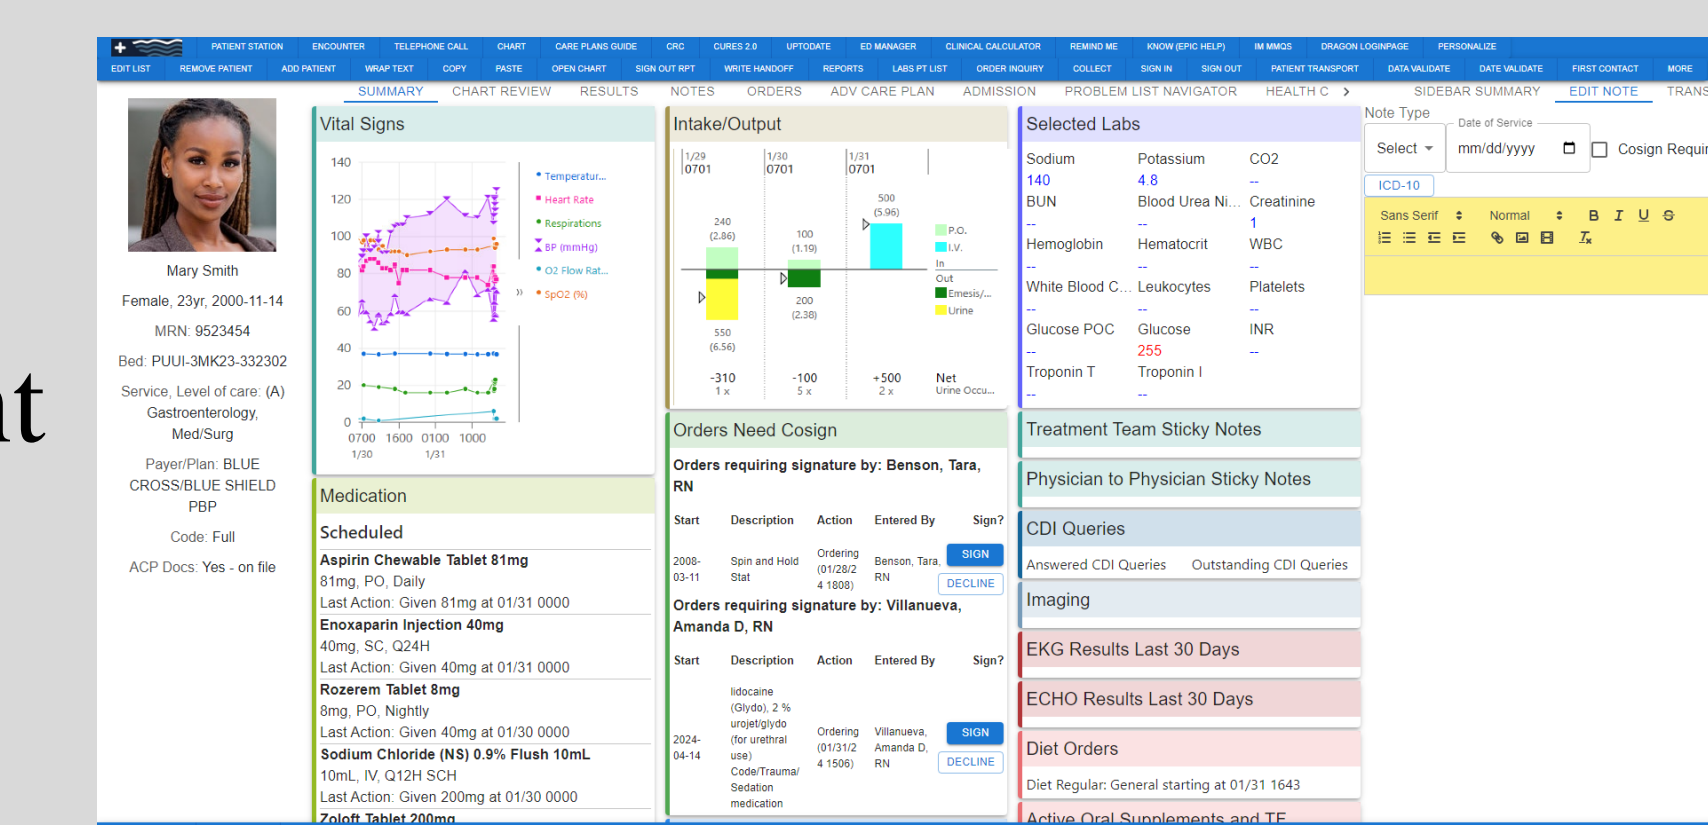 PATIENT STATION ENCOUNTER TELEPHONE CALL CHART CARE PLANS GUIDE CRC CURES 2.0 UPTODATE ED MANAGER CLINICAL CALCULATOR REMIND ME KNOW (EPIC HELP) IM MMQS DRAGON LOGINPAGE PERSONALIZE
EDIT LIST REMOVE PATIENT ADD PATIENT WRAP TEXT COPY PASTE OPEN CHART SIGN OUT RPT WRITE HANDOFF REPORTS LABS PT LIST ORDER INQUIRY COLLECT SIGN IN SIGN OUT PATIENT TRANSPORT DATA VALIDATE DATE VALIDATE FIRST CONTACT MORE
SUMMARY CHART REVIEW RESULTS NOTES ORDERS ADV CARE PLAN ADMISSION PROBLEM LIST NAVIGATOR HEALTH C SIDEBAR SUMMARY EDIT NOTE TRANS
nt
Mary Smith
Female, 23yr, 2000-11-14
MRN: 9523454
Bed: PUUI-3MK23-332302
Service, Level of care: (A)
Gastroenterology,
Med/Surg
Payer/Plan: BLUE
CROSS/BLUE SHIELD
PBP
Code: Full
ACP Docs: Yes - on file
Vital Signs
140
120
100
80
60
40
20
0
0700 1600 0100 1000
1/30 1/31
Temperatur...
Heart Rate
Respirations
BP (mmHg)
O2 Flow Rat...
SpO2 (%)
Medication
Scheduled
Aspirin Chewable Tablet 81mg
81mg, PO, Daily
Last Action: Given 81mg at 01/31 0000
Enoxaparin Injection 40mg
40mg, SC, Q24H
Last Action: Given 40mg at 01/31 0000
Rozerem Tablet 8mg
8mg, PO, Nightly
Last Action: Given 40mg at 01/30 0000
Sodium Chloride (NS) 0.9% Flush 10mL
10mL, IV, Q12H SCH
Last Action: Given 200mg at 01/30 0000
Zoloft Tablet 200mg
Intake/Output
1/29 1/30 1/31
0701 0701 0701
240
(2.86)
100
(1.19)
500
(5.96)
550
(6.56)
200
(2.38)
P.O.
I.V.
In
Out
Emesis/...
Urine
-310 -100 +500 Net
1 x 5 x 2 x Urine Occu...
Orders Need Cosign
Orders requiring signature by: Benson, Tara,
RN
Start Description Action Entered By Sign?
2008-
03-11
Spin and Hold
Stat
Ordering
(01/28/2
4 1808)
Benson, Tara,
RN
SIGN
DECLINE
Orders requiring signature by: Villanueva,
Amanda D, RN
Start Description Action Entered By Sign?
2024-
04-14
lidocaine
(Glydo), 2 %
urojet/glydo
(for urethral
use)
Code/Trauma/
Sedation
medication
Ordering
(01/31/2
4 1506)
Villanueva,
Amanda D,
RN
SIGN
DECLINE
Selected Labs
Sodium Potassium CO2
140 4.8 --
BUN Blood Urea Ni... Creatinine
-- -- 1
Hemoglobin Hematocrit WBC
-- -- --
White Blood C... Leukocytes Platelets
-- -- --
Glucose POC Glucose INR
-- 255 --
Troponin T Troponin I
-- --
Treatment Team Sticky Notes
Physician to Physician Sticky Notes
CDI Queries
Answered CDI Queries Outstanding CDI Queries
Imaging
EKG Results Last 30 Days
ECHO Results Last 30 Days
Diet Orders
Diet Regular: General starting at 01/31 1643
Active Oral Supplements and TF
Note Type
Select
Date of Service
mm/dd/yyyy
Cosign Requir
ICD-10
Sans Serif Normal B I U S